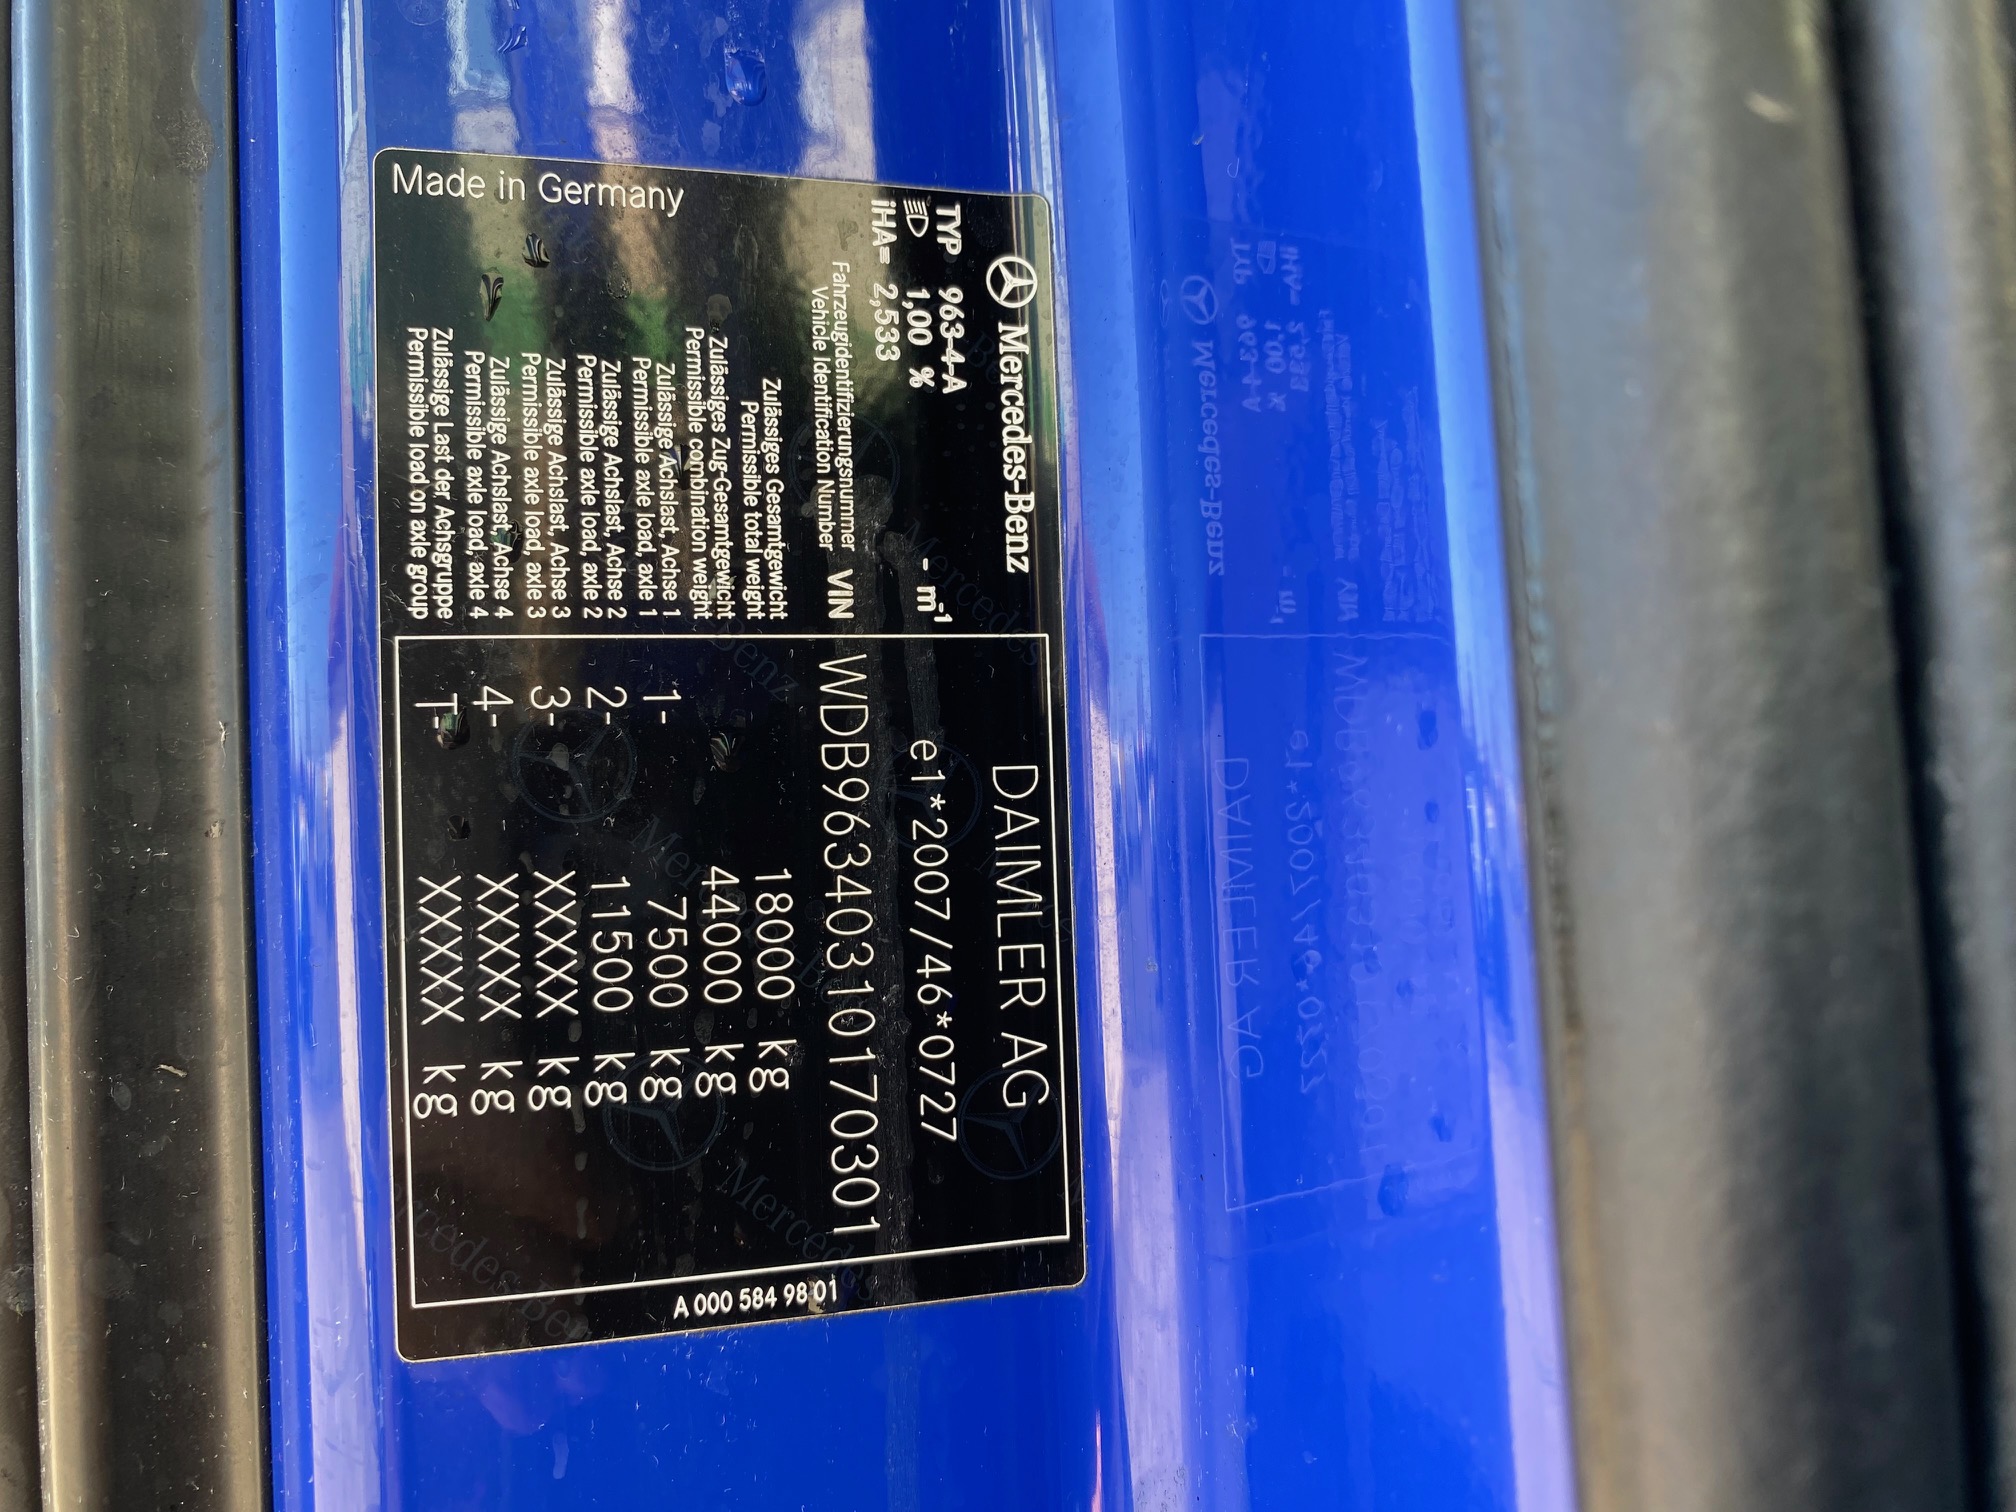 Mercedes-Benz
DAIMLER AG
TYP 963-4-A
1,00 % - m-1 e1*2007/46*0727
iHA= 2,533
Fahrzeugidentifizierungsnummer
Vehicle Identification Number VIN WDB96340310170301
Zulässiges Gesamtgewicht
Permissible total weight 18000 kg
Zulässiges Zug-Gesamtgewicht
Permissible combination weight 44000 kg
Zulässige Achslast, Achse 1
Permissible axle load, axle 1 1- 7500 kg
Zulässige Achslast, Achse 2
Permissible axle load, axle 2 2- 11500 kg
Zulässige Achslast, Achse 3
Permissible axle load, axle 3 3- XXXXX kg
Zulässige Achslast, Achse 4
Permissible axle load, axle 4 4- XXXXX kg
Zulässige Last der Achsgruppe
Permissible load on axle group T- XXXXX kg
Made in Germany
A 000 584 98 01